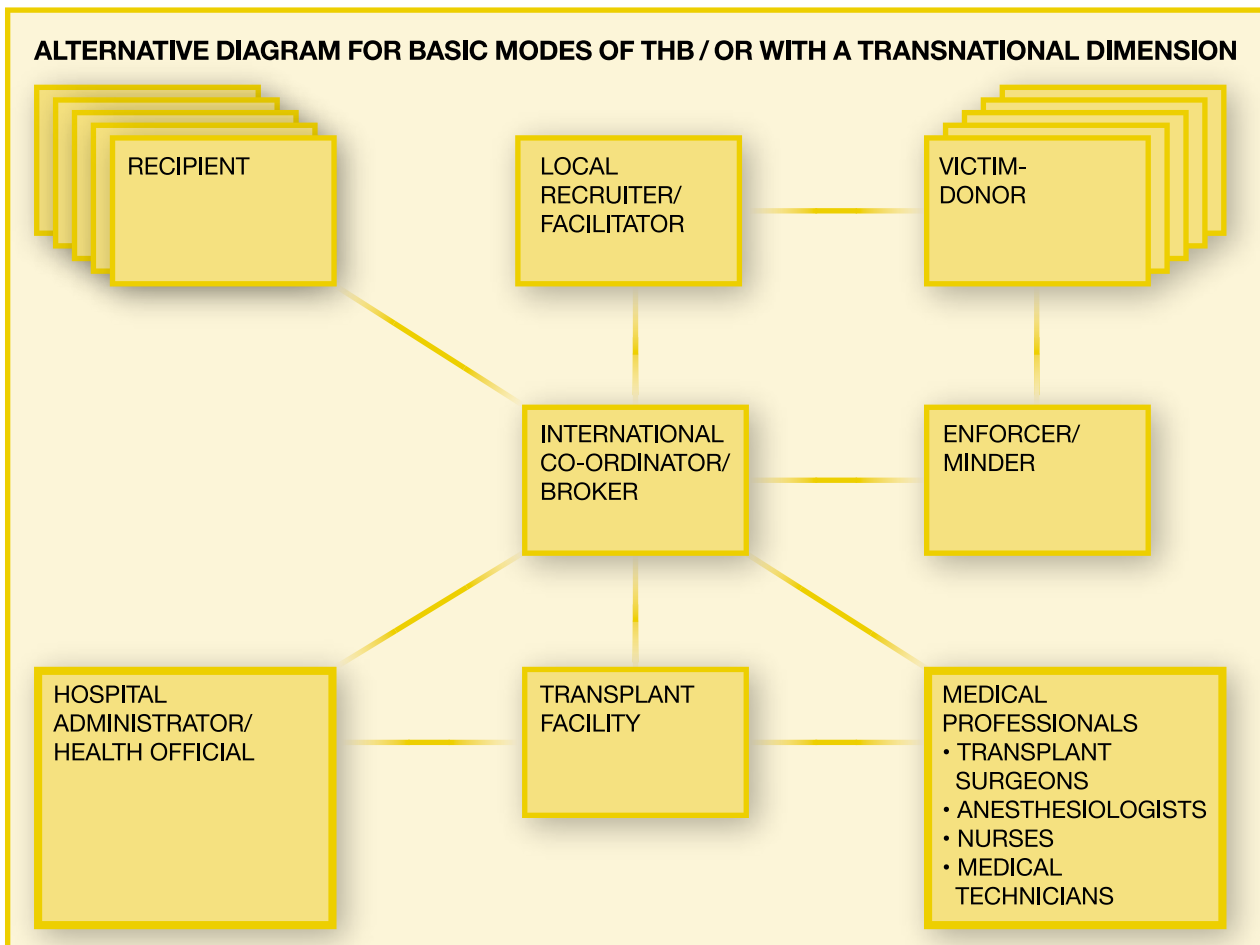 ALTERNATIVE DIAGRAM FOR BASIC MODES OF THB / OR WITH A TRANSNATIONAL DIMENSION
RECIPIENT
LOCAL
RECRUITER/
FACILITATOR
VICTIM-
DONOR
INTERNATIONAL
CO-ORDINATOR/
BROKER
ENFORCER/
MINDER
HOSPITAL
ADMINISTRATOR/
HEALTH OFFICIAL
TRANSPLANT
FACILITY
MEDICAL
PROFESSIONALS
• TRANSPLANT
SURGEONS
• ANESTHESIOLOGISTS
• NURSES
• MEDICAL
TECHNICIANS